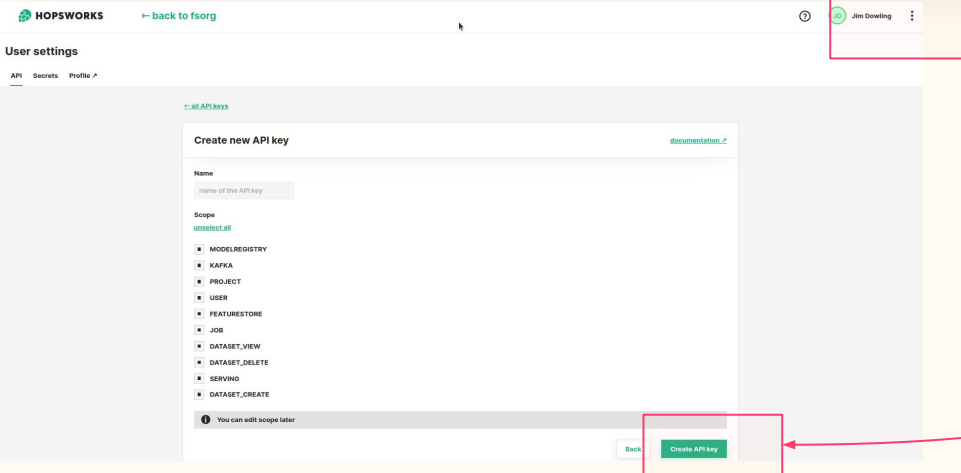 HOPSWORKS ← back to fsorg JD Jim Dowling
User settings
API Secrets Profile ↗
← all API keys
Create new API key documentation ↗
Name
name of the API key
Scope
unselect all
MODELREGISTRY
KAFKA
PROJECT
USER
FEATURESTORE
JOB
DATASET_VIEW
DATASET_DELETE
SERVING
DATASET_CREATE
You can edit scope later
Back Create API key